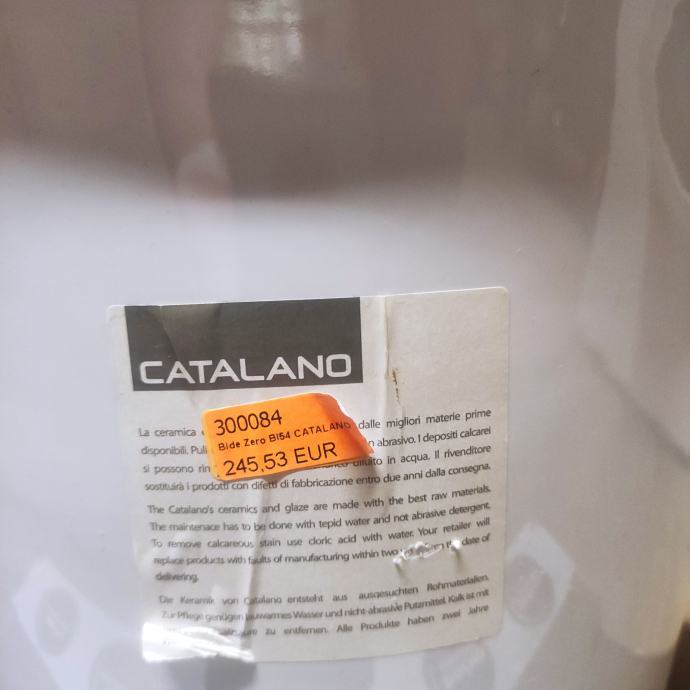 CATALANO
300084
Bide Zero BI54 CATALANO
245,53 EUR
La ceramica dalle migliori materie prime
disponibili. abrasivo. I depositi calcarei
si possono diluito in acqua. Il rivenditore
sostituirà i prodotti con difetti di fabbricazione entro due anni dalla consegna.
The Catalano's ceramics and glaze are made with the best raw materials.
The maintenace has to be done with tepid water and not abrasive detergent.
To remove calcareous stain use cloric acid with water. Your retailer will
replace products with faults of manufacturing within two date of
delivering.
Die Keramik von Catalano entsteht aus ausgesuchten Rohmaterialien.
Zur Pflege genügen lauwarmes Wasser und nicht-abrasive Putzmittel. Kalk ist mit
zu entfernen. Alle Produkte haben zwei Jahre